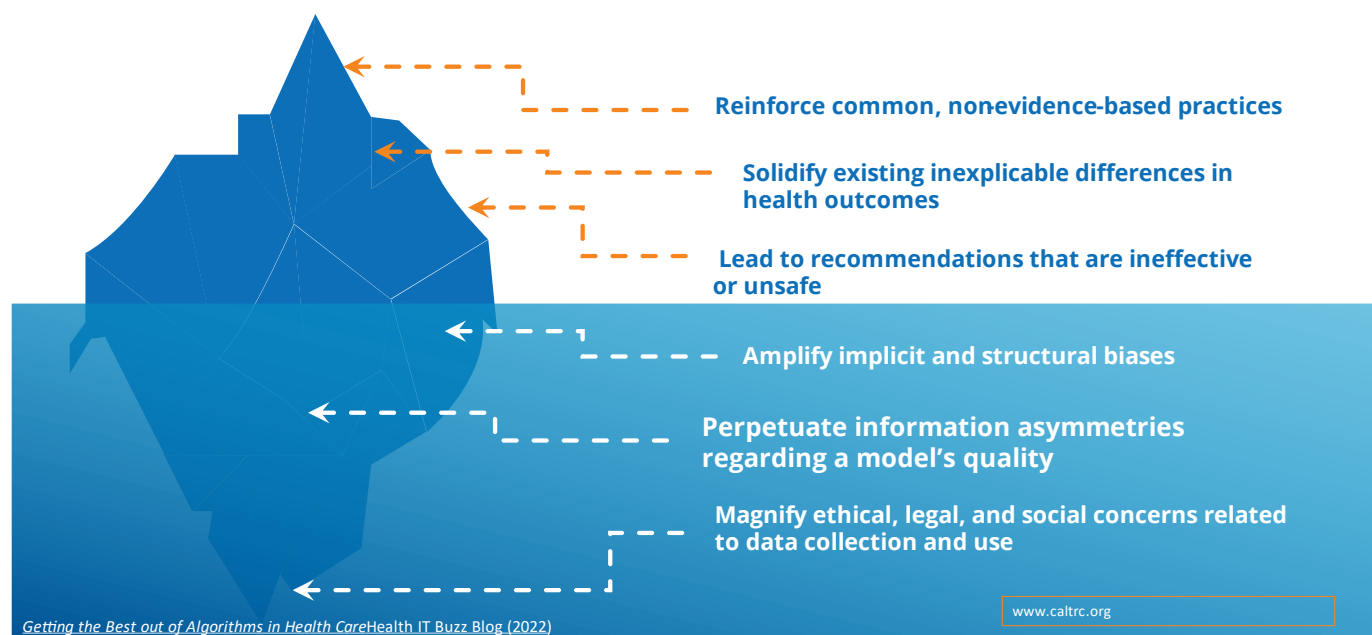 Reinforce common, non-evidence-based practices
Solidify existing inexplicable differences in
health outcomes
Lead to recommendations that are ineffective
or unsafe
Amplify implicit and structural biases
Perpetuate information asymmetries
regarding a model’s quality
Magnify ethical, legal, and social concerns related
to data collection and use
www.caltrc.org
Getting the Best out of Algorithms in Health CareHealth IT Buzz Blog (2022)